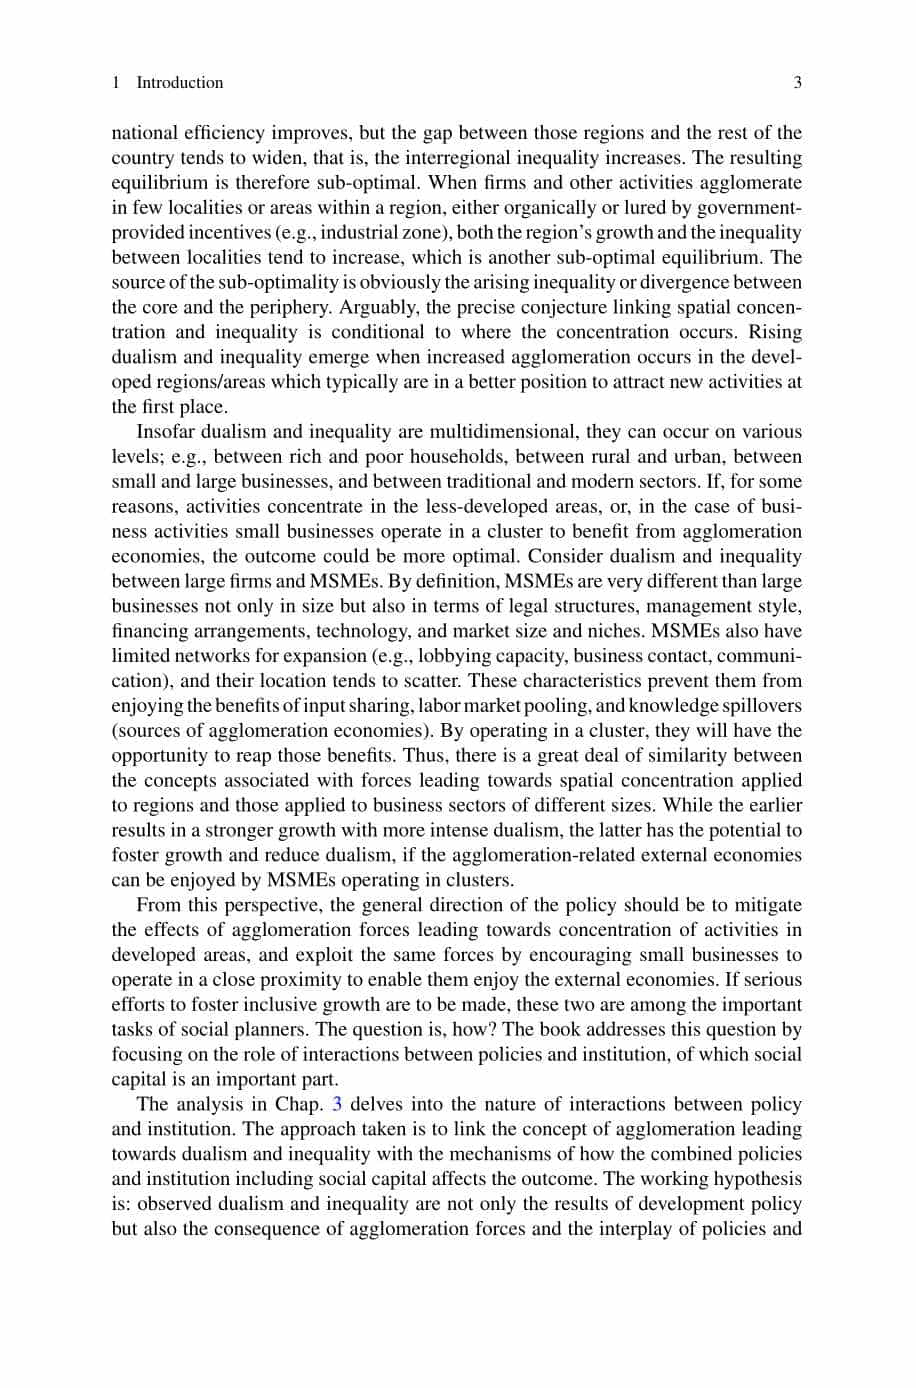 1 Introduction 3
national efficiency improves, but the gap between those regions and the rest of the
country tends to widen, that is, the interregional inequality increases. The resulting
equilibrium is therefore sub-optimal. When firms and other activities agglomerate
in few localities or areas within a region, either organically or lured by government-
provided incentives (e.g., industrial zone), both the region's growth and the inequality
between localities tend to increase, which is another sub-optimal equilibrium. The
source of the sub-optimality is obviously the arising inequality or divergence between
the core and the periphery. Arguably, the precise conjecture linking spatial concen-
tration and inequality is conditional to where the concentration occurs. Rising
dualism and inequality emerge when increased agglomeration occurs in the devel-
oped regions/areas which typically are in a better position to attract new activities at
the first place.
Insofar dualism and inequality are multidimensional, they can occur on various
levels; e.g., between rich and poor households, between rural and urban, between
small and large businesses, and between traditional and modern sectors. If, for some
reasons, activities concentrate in the less-developed areas, or, in the case of busi-
ness activities small businesses operate in a cluster to benefit from agglomeration
economies, the outcome could be more optimal. Consider dualism and inequality
between large firms and MSMEs. By definition, MSMEs are very different than large
businesses not only in size but also in terms of legal structures, management style,
financing arrangements, technology, and market size and niches. MSMEs also have
limited networks for expansion (e.g., lobbying capacity, business contact, communi-
cation), and their location tends to scatter. These characteristics prevent them from
enjoying the benefits of input sharing, labor market pooling, and knowledge spillovers
(sources of agglomeration economies). By operating in a cluster, they will have the
opportunity to reap those benefits. Thus, there is a great deal of similarity between
the concepts associated with forces leading towards spatial concentration applied
to regions and those applied to business sectors of different sizes. While the earlier
results in a stronger growth with more intense dualism, the latter has the potential to
foster growth and reduce dualism, if the agglomeration-related external economies
can be enjoyed by MSMEs operating in clusters.
From this perspective, the general direction of the policy should be to mitigate
the effects of agglomeration forces leading towards concentration of activities in
developed areas, and exploit the same forces by encouraging small businesses to
operate in a close proximity to enable them enjoy the external economies. If serious
efforts to foster inclusive growth are to be made, these two are among the important
tasks of social planners. The question is, how? The book addresses this question by
focusing on the role of interactions between policies and institution, of which social
capital is an important part.
The analysis in Chap. 3 delves into the nature of interactions between policy
and institution. The approach taken is to link the concept of agglomeration leading
towards dualism and inequality with the mechanisms of how the combined policies
and institution including social capital affects the outcome. The working hypothesis
is: observed dualism and inequality are not only the results of development policy
but also the consequence of agglomeration forces and the interplay of policies and